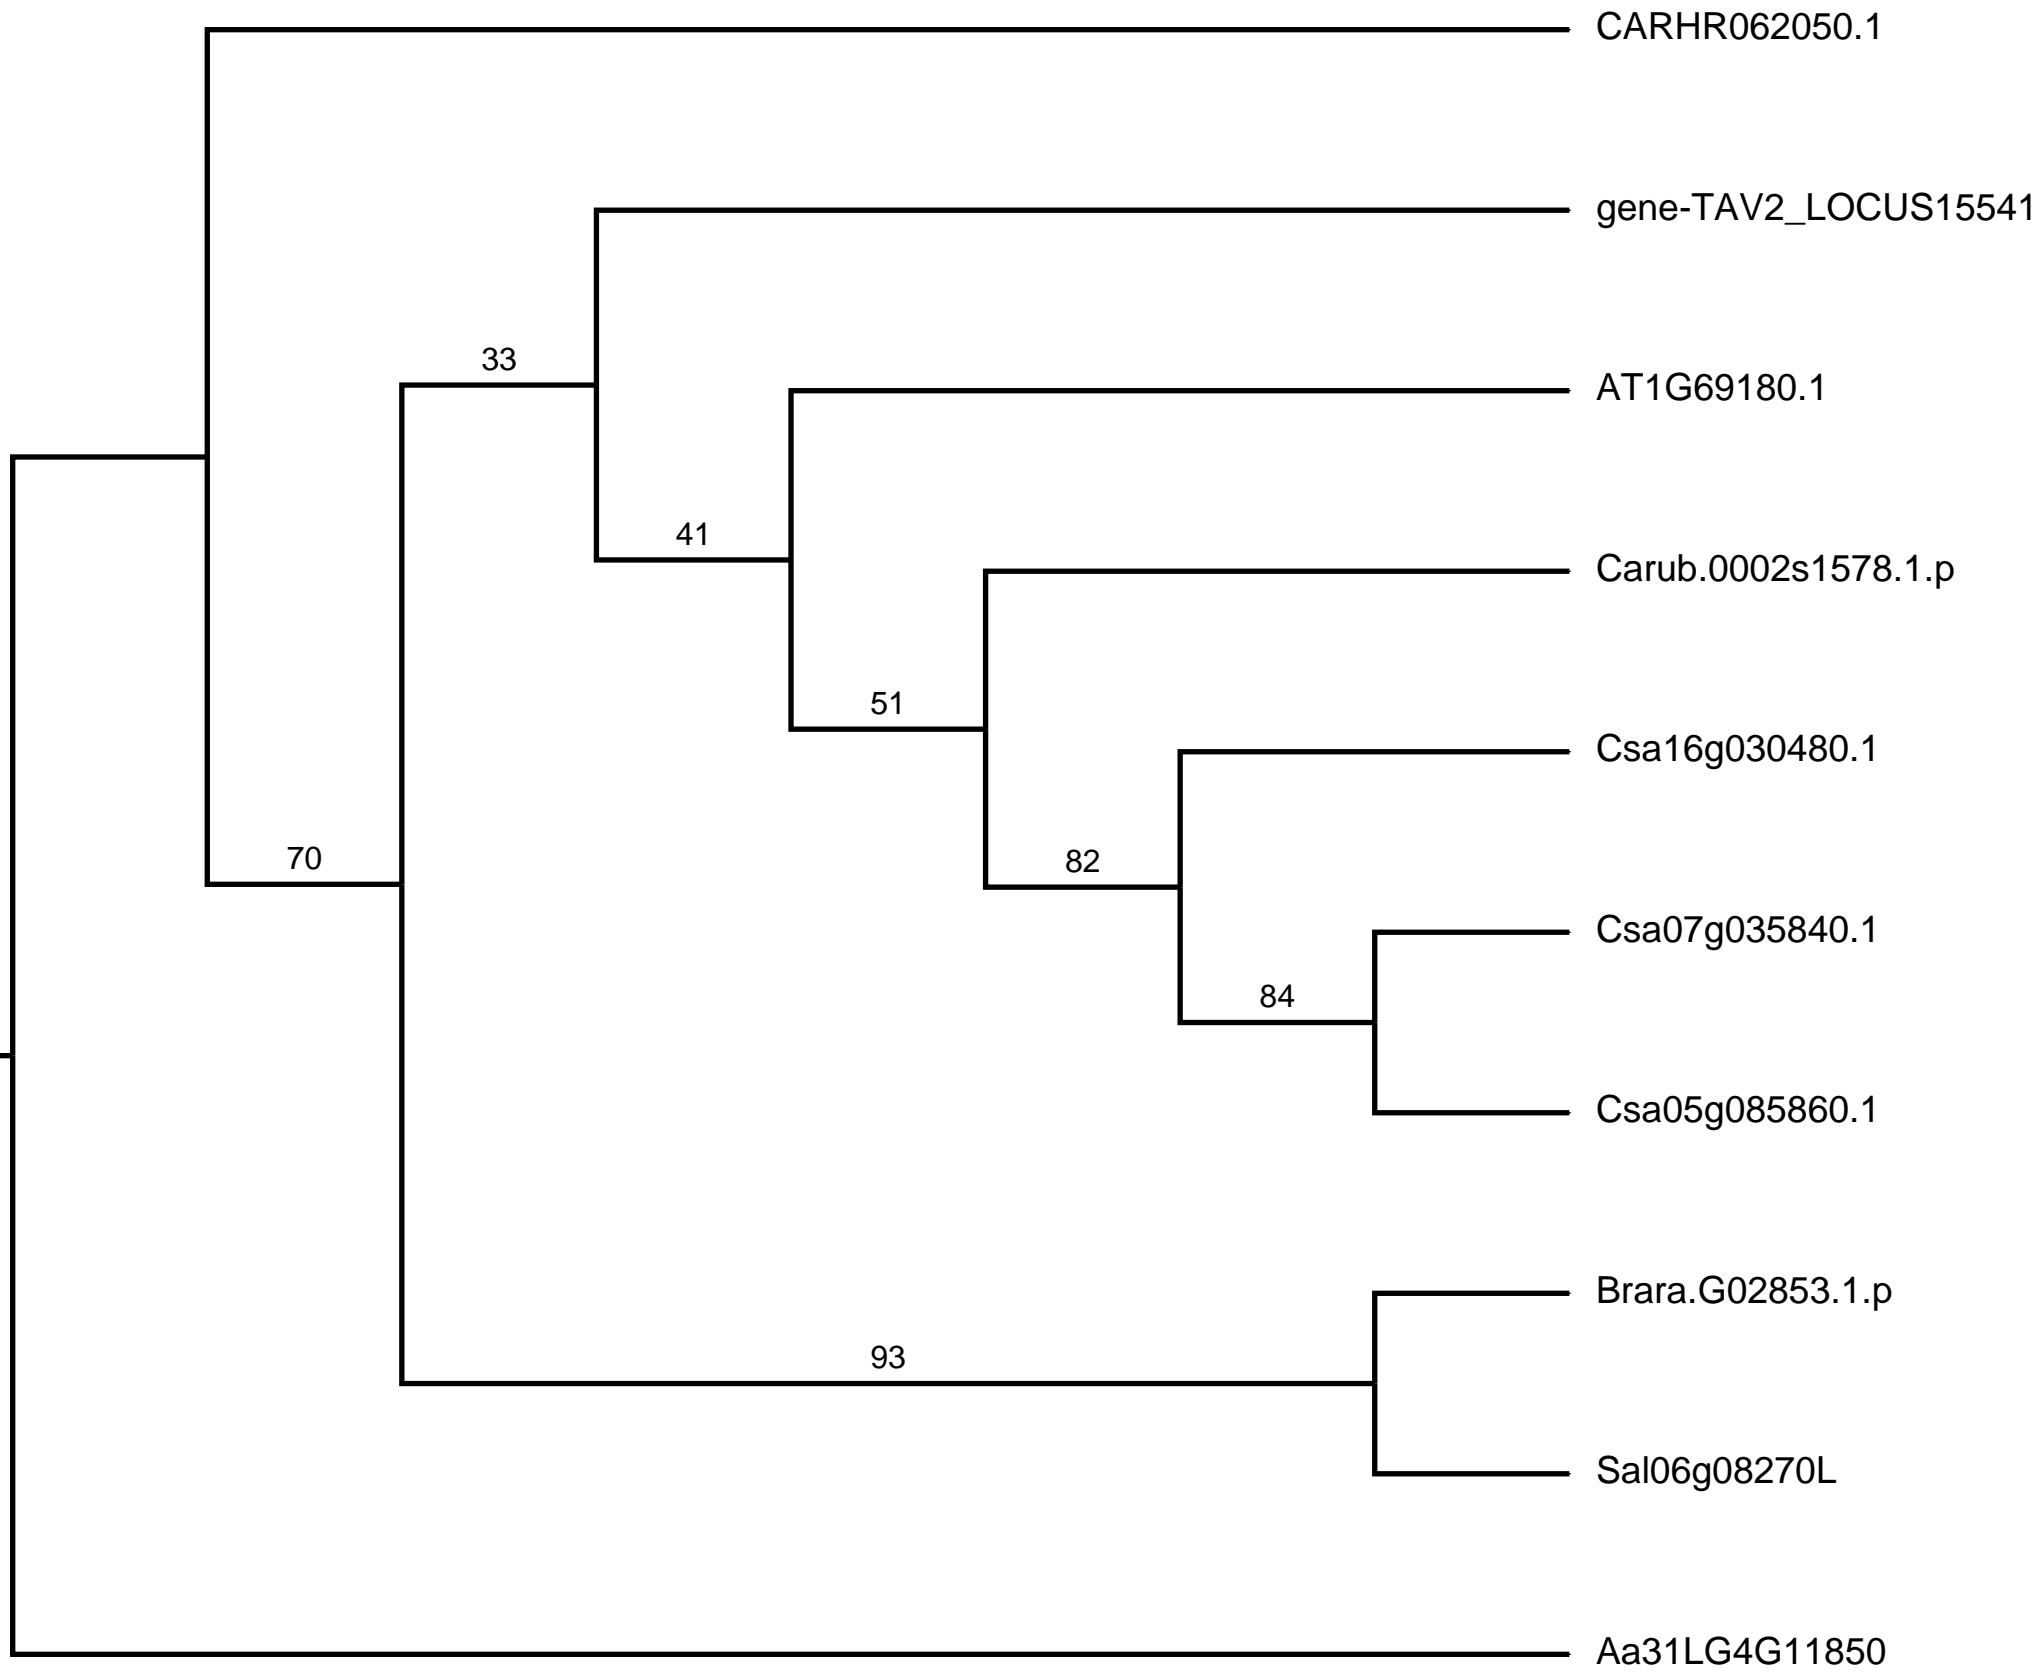 CARHR062050.1
gene-TAV2_LOCUS15541
33
AT1G69180.1
41
Carub.0002s1578.1.p
51
Csa16g030480.1
70
82
Csa07g035840.1
84
Csa05g085860.1
Brara.G02853.1.p
93
Sal06g08270L
Aa31LG4G11850